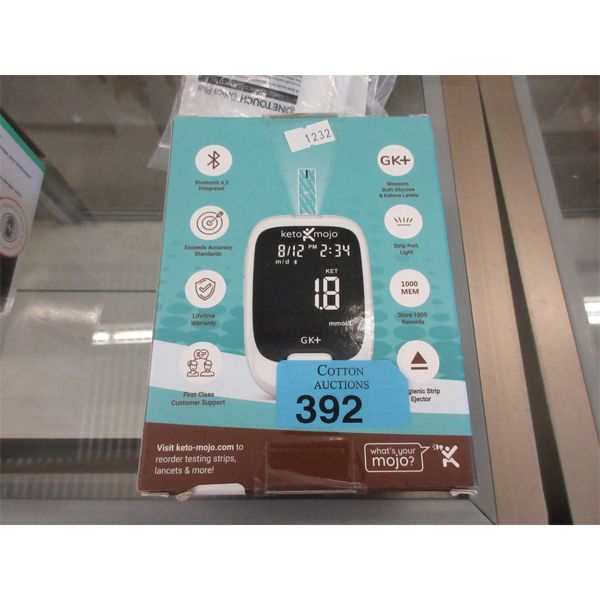 ONETOUCH Delica Plus
1232
Bluetooth 4.2
Integrated
GK+
Measure
Both Glucose
& Ketone Levels
Exceeds Accuracy
Standards
Strip Port
Light
keto mojo
8/12 PM 2:34
m/d
KET
1.8
mmol/L
GK+
Lifetime
Warranty
1000
MEM
Store 1000
Records
First Class
Customer Support
gienic Strip
Ejector
COTTON
AUCTIONS
392
Visit keto-mojo.com to
reorder testing strips,
lancets & more!
what's your
mojo?